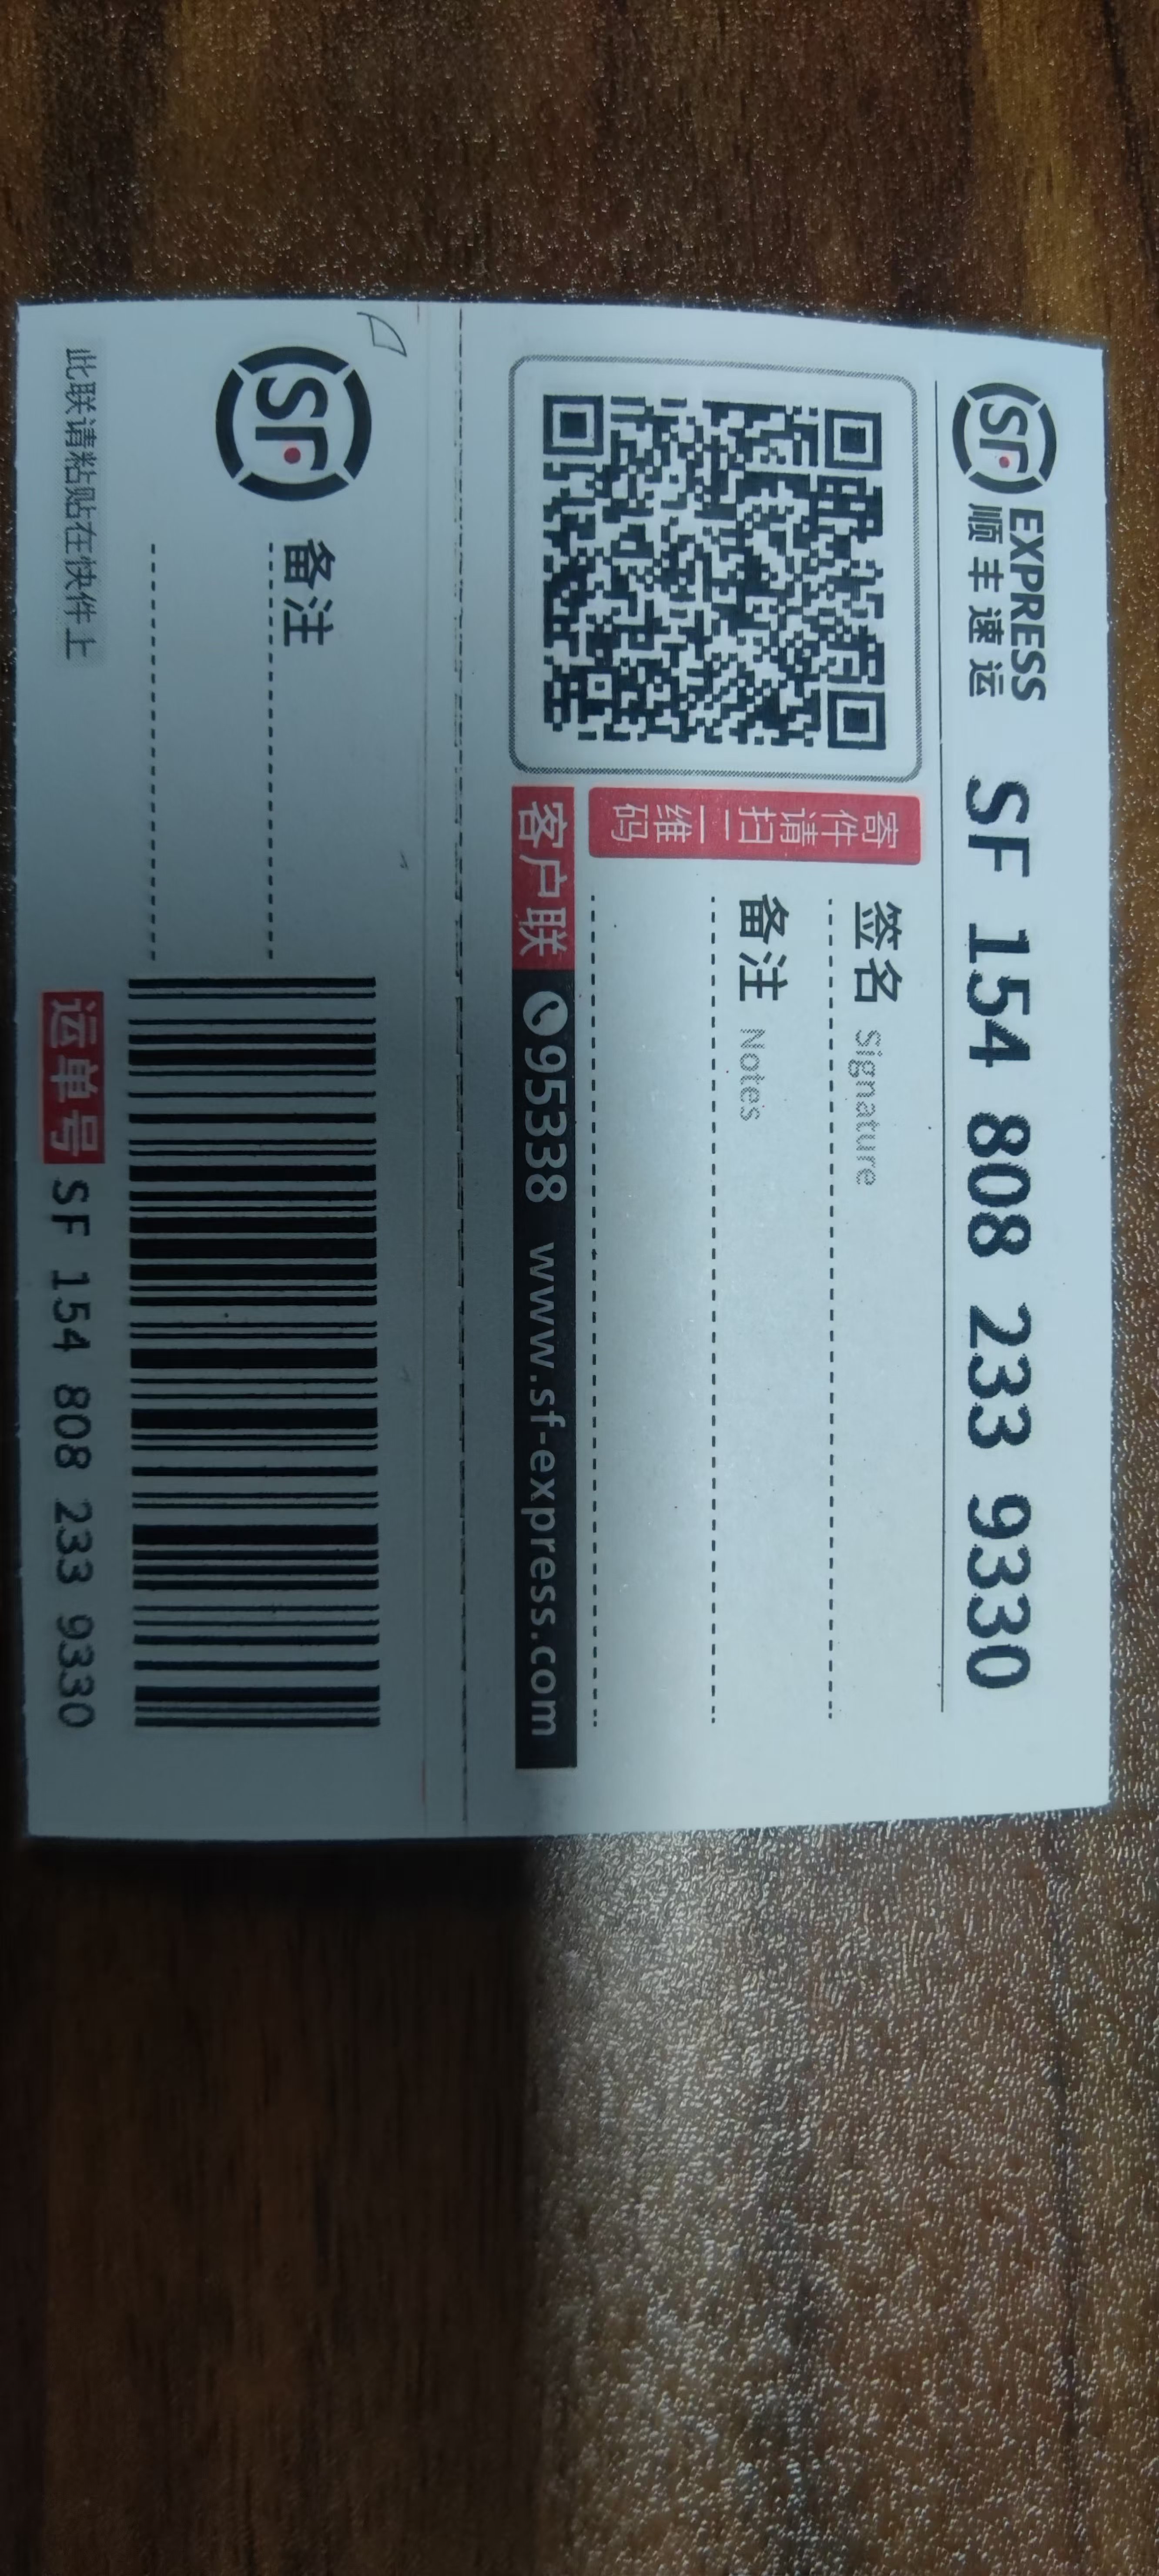 SF EXPRESS
顺丰速运
SF 154 808 233 9330
签名 Signature
备注 Notes
寄件请扫二维码
客户联 95338 www.sf-express.com
SF
备注
此联请粘贴在快件上
运单号 SF 154 808 233 9330